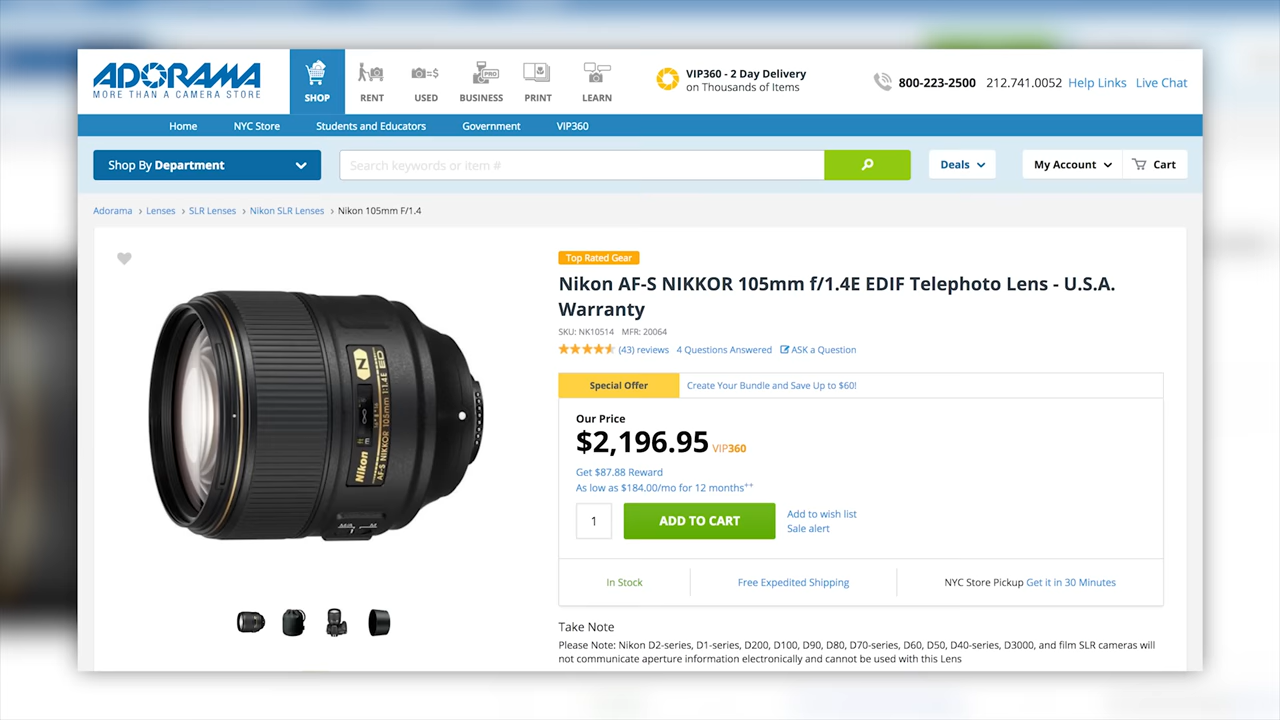 ADORAMA
MORE THAN A CAMERA STORE
SHOP
RENT
USED
PRO
BUSINESS
PRINT
LEARN
VIP360 - 2 Day Delivery
on Thousands of Items
800-223-2500 212.741.0052 Help Links Live Chat
Home NYC Store Students and Educators Government VIP360
Shop By Department
Search keywords or item #
Deals
My Account
Cart
Adorama > Lenses > SLR Lenses > Nikon SLR Lenses > Nikon 105mm F/1.4
Top Rated Gear
Nikon AF-S NIKKOR 105mm f/1.4E EDIF Telephoto Lens - U.S.A.
Warranty
SKU: NK10514 MFR: 20064
(43) reviews 4 Questions Answered ASK a Question
Special Offer
Create Your Bundle and Save Up to $60!
Our Price
$2,196.95 VIP360
Get $87.88 Reward
As low as $184.00/mo for 12 months++
1
ADD TO CART
Add to wish list
Sale alert
In Stock
Free Expedited Shipping
NYC Store Pickup Get it in 30 Minutes
N
ED
Nikon
AF-S NIKKOR 105mm 1:1.4E
Take Note
Please Note: Nikon D2-series, D1-series, D200, D100, D90, D80, D70-series, D60, D50, D40-series, D3000, and film SLR cameras will
not communicate aperture information electronically and cannot be used with this Lens